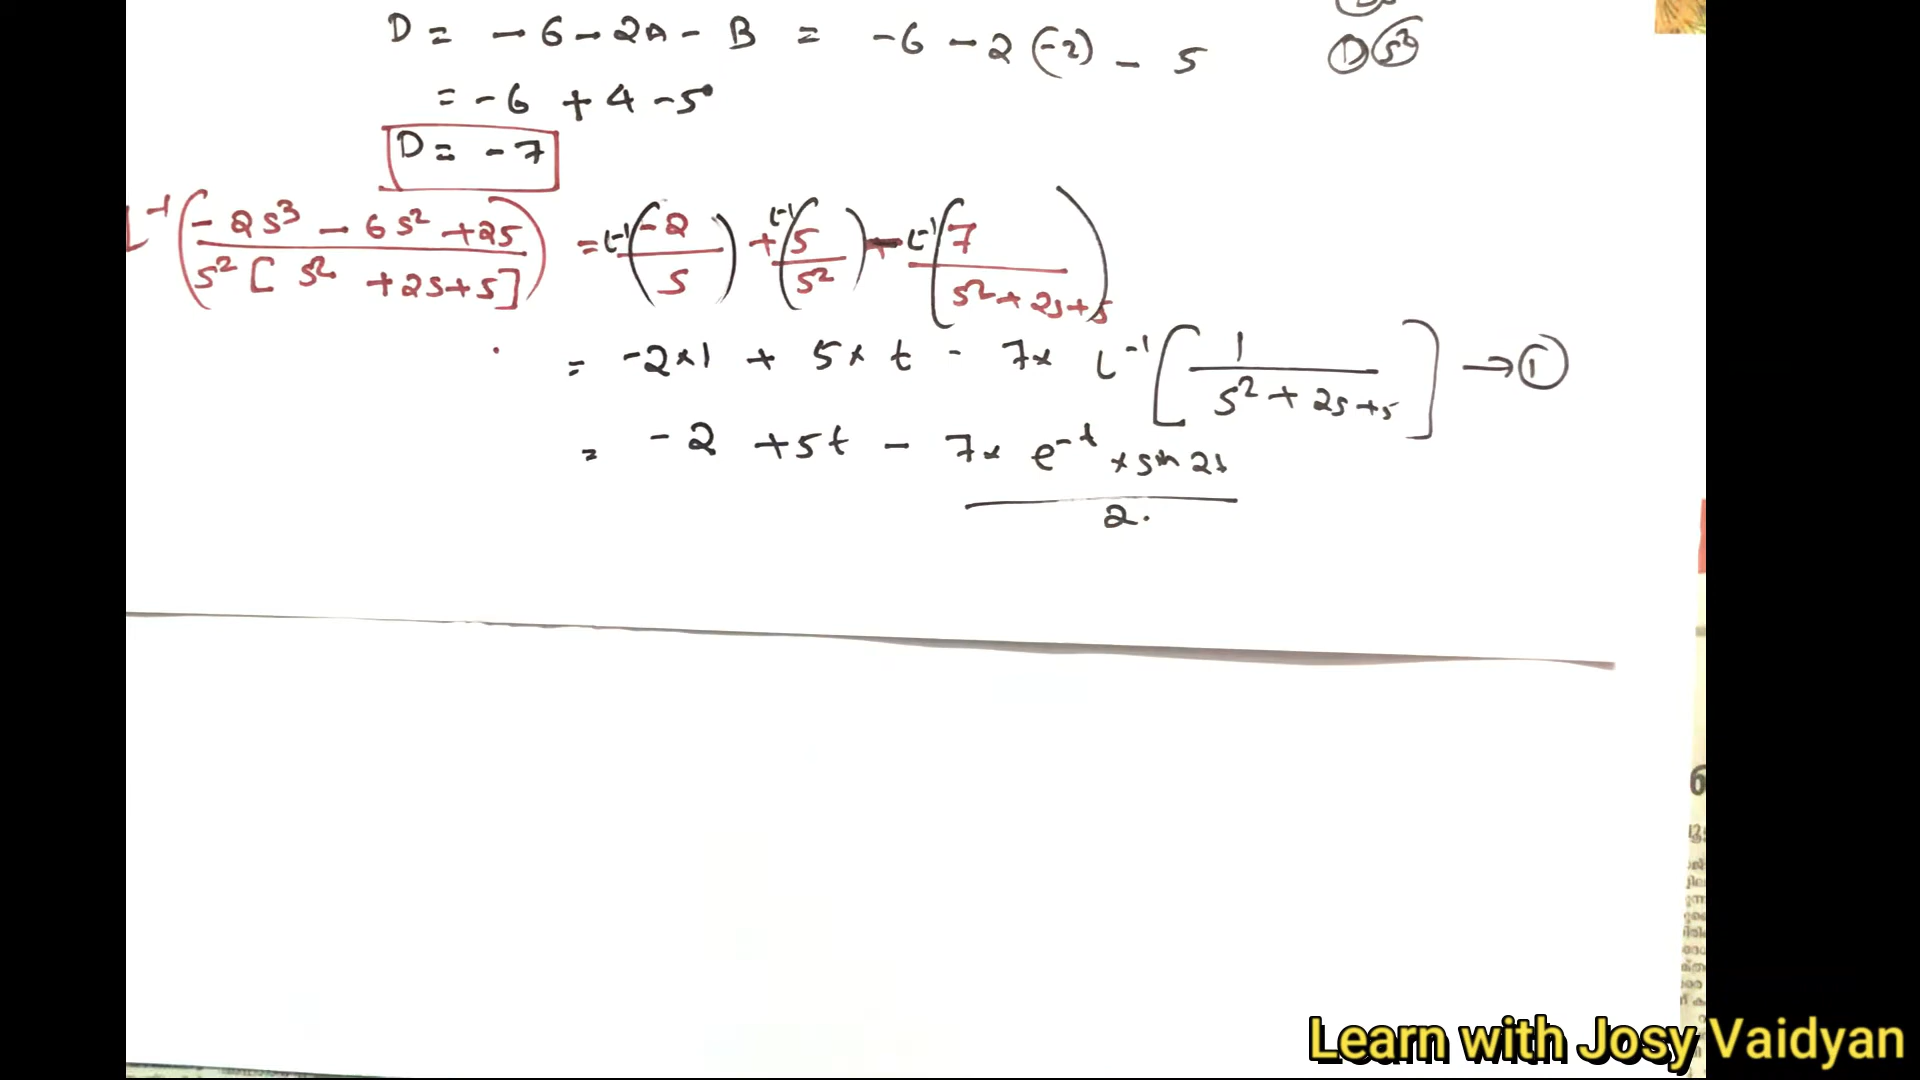 D = - 6 - 2A - B = -6 - 2 (-2) - 5
D s³
= -6 + 4 - 5
D = -7
L⁻¹ ( - 2s³ - 6s² + 25 / s² [ s² + 2s + 5 ] ) = L⁻¹ ( -2 / s ) + L⁻¹ ( 5 / s² ) - L⁻¹ ( 7 / s² + 2s + 5 )
= -2 × 1 + 5 × t - 7 × L⁻¹ [ 1 / s² + 2s + 5 ] → ①
= -2 + 5t - 7 × e⁻ᵗ × sin 2t / 2.
6
Learn with Josy Vaidyan